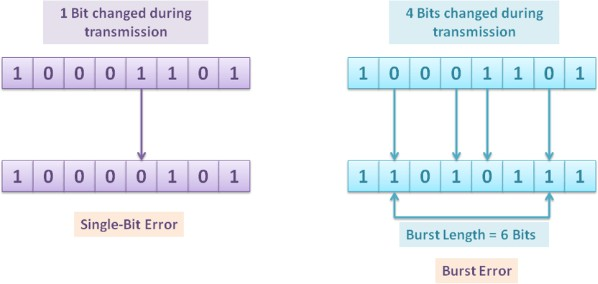 1 Bit changed during
transmission
1 0 0 0 1 1 0 1
1 0 0 0 0 1 0 1
Single-Bit Error
4 Bits changed during
transmission
1 0 0 0 1 1 0 1
1 1 0 1 0 1 1 1
Burst Length = 6 Bits
Burst Error